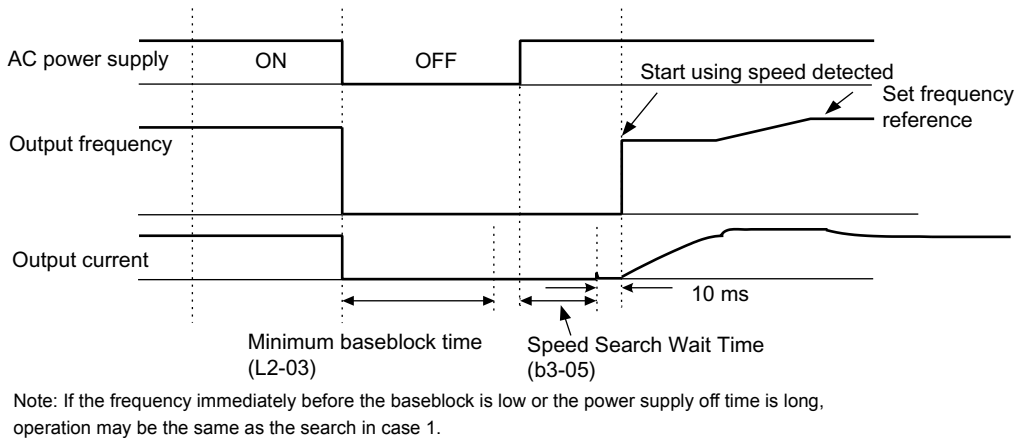 AC power supply
ON
OFF
Start using speed detected
Set frequency
reference
Output frequency
Output current
10 ms
Minimum baseblock time
(L2-03)
Speed Search Wait Time
(b3-05)
Note: If the frequency immediately before the baseblock is low or the power supply off time is long,
operation may be the same as the search in case 1.